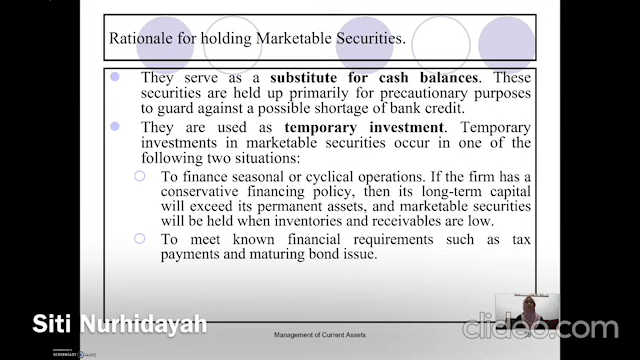 Rationale for holding Marketable Securities.
They serve as a substitute for cash balances. These
securities are held up primarily for precautionary purposes
to guard against a possible shortage of bank credit.
They are used as temporary investment. Temporary
investments in marketable securities occur in one of the
following two situations:
To finance seasonal or cyclical operations. If the firm has a
conservative financing policy, then its long-term capital
will exceed its permanent assets, and marketable securities
will be held when inventories and receivables are low.
To meet known financial requirements such as tax
payments and maturing bond issue.
Siti Nurhidayah
clideo.com
Management of Current Assets